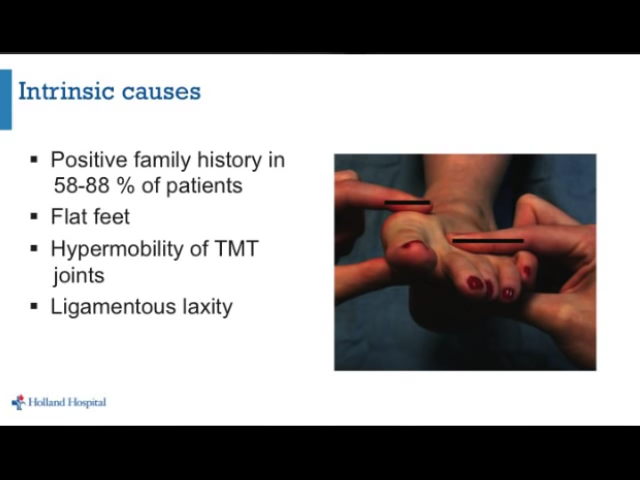 Intrinsic causes
▪ Positive family history in
58-88 % of patients
▪ Flat feet
▪ Hypermobility of TMT
joints
▪ Ligamentous laxity
Holland Hospital